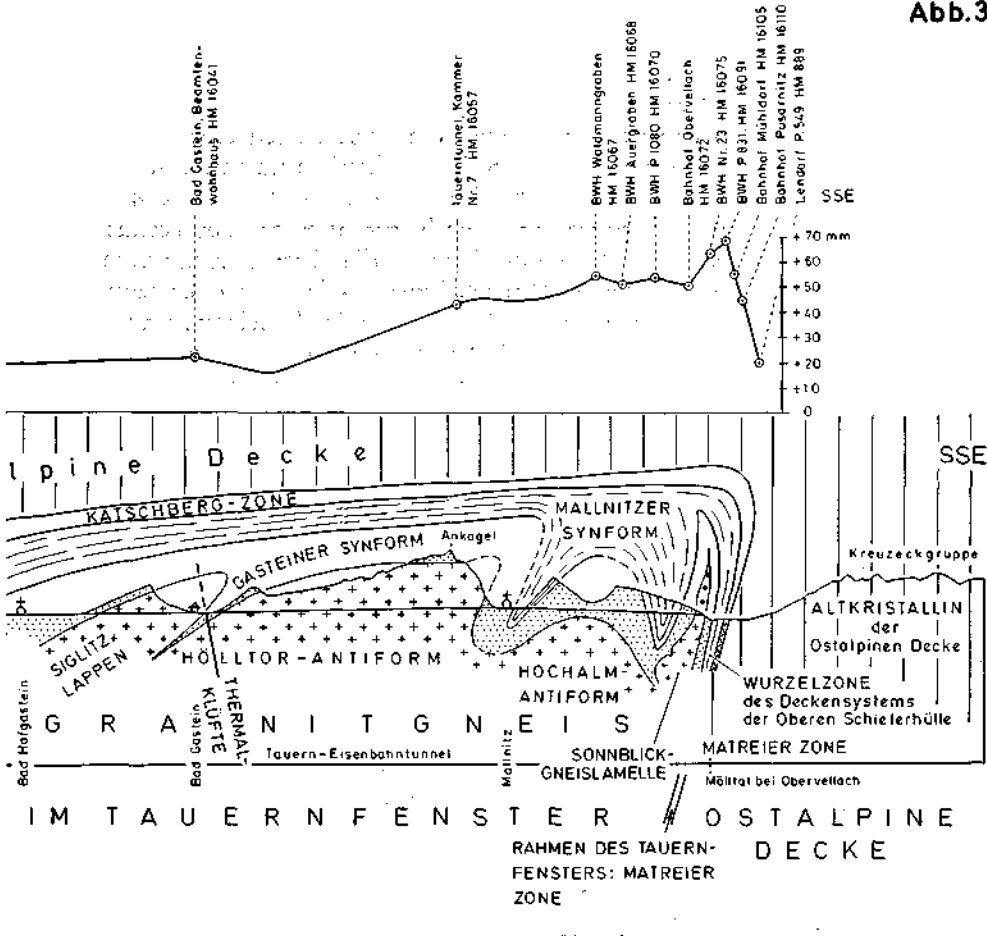 Abb.3
Bad Gastein, Beamten-
wohnhaus HM 16041
Tauerntunnel, Kammer
Nr. 7 HM. 16057
BWH Waldmanngraben
HM 16067
BWH Auergraben HM 16068
BWH P 1080 HM 16070
Bahnhof Obervellach
HM 16072
BWH Nr. 23 HM 16075
BWH P 831. HM 16091
Bahnhof Mühldorf HM 16105
Bahnhof Pusarnitz HM 16110
Lendorf P. 549 HM 889
SSE
+70 mm
+60
+50
+40
+30
+20
+10
0
lpine Decke
SSE
KATSCHBERG-ZONE
MALLNITZER
SYNFORM
GASTEINER SYNFORM
Ankogel
Kreuzeckgruppe
ALTKRISTALLIN
der
Ostalpinen Decke
SIGLITZ-
LAPPEN
HÖLLTOR-ANTIFORM
HOCHALM-
ANTIFORM
WURZELZONE
des Deckensystems
der Oberen Schieferhülle
THERMAL-
KLÜFTE
GRANITGNEIS
Bad Hofgastein
Bad Gastein
Tauern-Eisenbahntunnel
Mallnitz
SONNBLICK-
GNEISLAMELLE
MATREIER ZONE
Mölltal bei Obervellach
IM TAUERNFENSTER
OSTALPINE
DECKE
RAHMEN DES TAUERN-
FENSTERS: MATREIER
ZONE